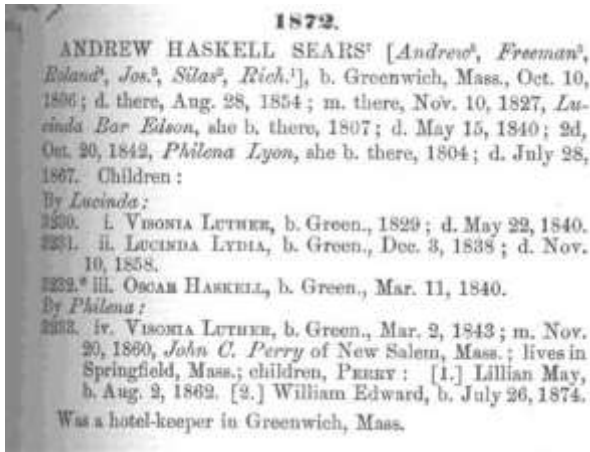 1872.
ANDREW HASKELL SEARS⁷ [Andrew⁶, Freeman⁵,
Roland⁴, Jos.³, Silas², Rich.¹], b. Greenwich, Mass., Oct. 10,
1806; d. there, Aug. 28, 1854; m. there, Nov. 10, 1827, Lu-
cinda Bar Edson, she b. there, 1807; d. May 15, 1840; 2d,
Oct. 20, 1842, Philena Lyon, she b. there, 1804; d. July 28,
1867. Children:
By Lucinda:
3230. i. VISONIA LUTHER, b. Green., 1829; d. May 22, 1840.
3231. ii. LUCINDA LYDIA, b. Green., Dec. 3, 1838; d. Nov.
10, 1858.
3232.* iii. OSCAR HASKELL, b. Green., Mar. 11, 1840.
By Philena:
3233. iv. VISONIA LUTHER, b. Green., Mar. 2, 1843; m. Nov.
20, 1860, John C. Perry of New Salem, Mass.; lives in
Springfield, Mass.; children, PERRY: [1.] Lillian May,
b. Aug. 2, 1862. [2.] William Edward, b. July 26, 1874.
Was a hotel-keeper in Greenwich, Mass.